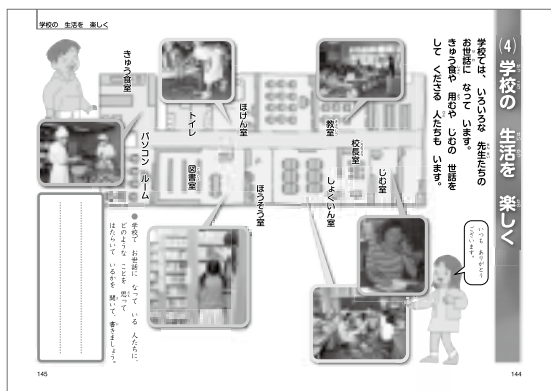 学校の 生活を 楽しく
(4) 学校の 生活を 楽しく
学校では、いろいろな 先生たちの
お世話に なって います。
きゅう食や 用むや じむの 世話を
して くださる 人たちも います。
いつも ありがとう
ございます。
じむ室
校長室
教室
しょくいん室
ほけん室
ほうそう室
トイレ
図書室
パソコン ルーム
きゅう食室
● 学校で お世話に なって いる 人たちに、
どのような ことを 思って
はたらいて いるかを 聞いて、書きましょう。
145
144